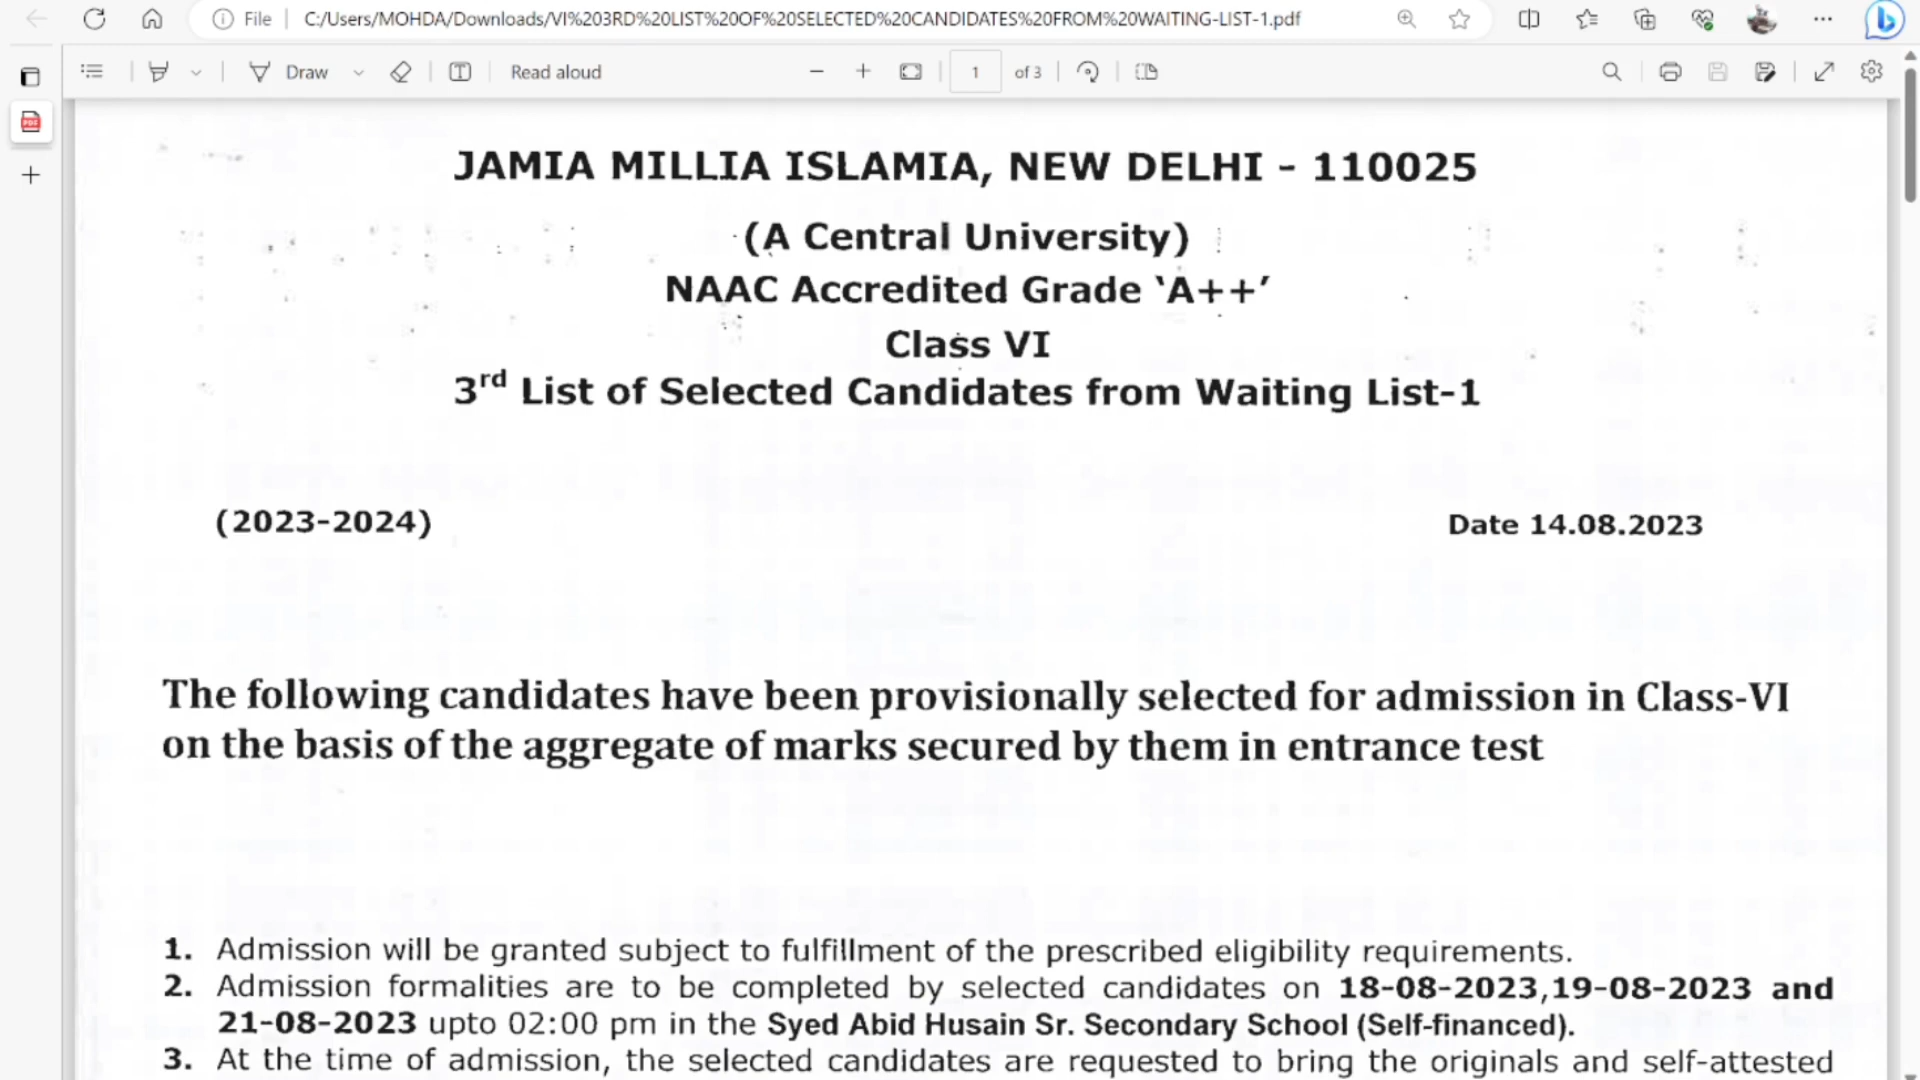 File
C:/Users/MOHDA/Downloads/VI%203RD%20LIST%20OF%20SELECTED%20CANDIDATES%20FROM%20WAITING-LIST-1.pdf
Draw
Read aloud
1 of 3
JAMIA MILLIA ISLAMIA, NEW DELHI - 110025
(A Central University)
NAAC Accredited Grade ‘A++’
Class VI
3rd List of Selected Candidates from Waiting List-1
(2023-2024)
Date 14.08.2023
The following candidates have been provisionally selected for admission in Class-VI
on the basis of the aggregate of marks secured by them in entrance test
1. Admission will be granted subject to fulfillment of the prescribed eligibility requirements.
2. Admission formalities are to be completed by selected candidates on 18-08-2023,19-08-2023 and
21-08-2023 upto 02:00 pm in the Syed Abid Husain Sr. Secondary School (Self-financed).
3. At the time of admission, the selected candidates are requested to bring the originals and self-attested